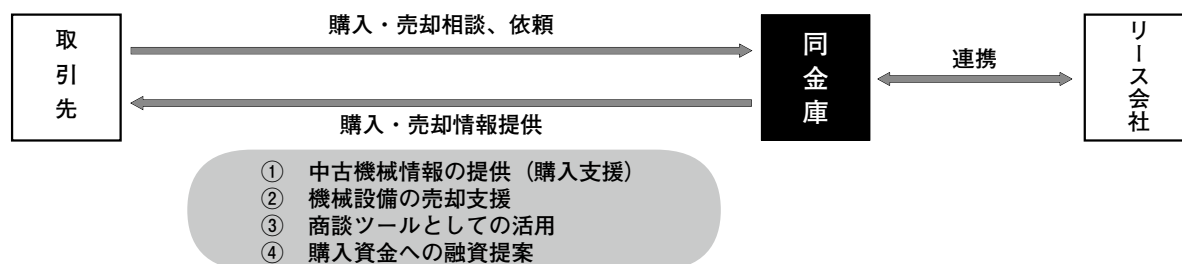 取引先
購入・売却相談、依頼
購入・売却情報提供
同金庫
連携
リース会社
① 中古機械情報の提供（購入支援）
② 機械設備の売却支援
③ 商談ツールとしての活用
④ 購入資金への融資提案